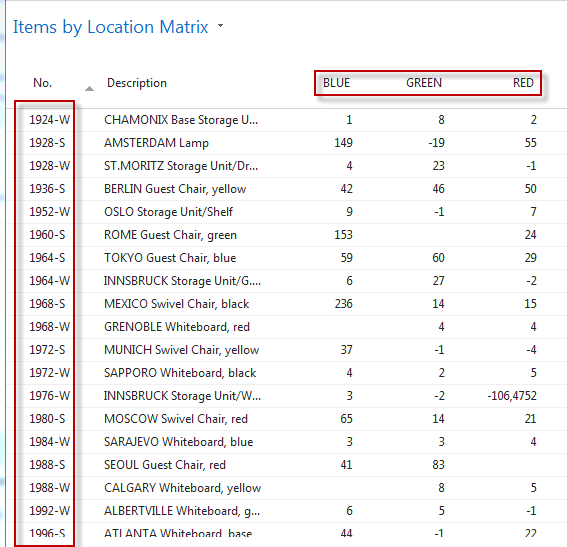 Items by Location Matrix
No. Description BLUE GREEN RED
1924-W CHAMONIX Base Storage U... 1 8 2
1928-S AMSTERDAM Lamp 149 -19 55
1928-W ST.MORITZ Storage Unit/Dr... 4 23 -1
1936-S BERLIN Guest Chair, yellow 42 46 50
1952-W OSLO Storage Unit/Shelf 9 -1 7
1960-S ROME Guest Chair, green 153 24
1964-S TOKYO Guest Chair, blue 59 60 29
1964-W INNSBRUCK Storage Unit/G.... 6 27 -2
1968-S MEXICO Swivel Chair, black 236 14 15
1968-W GRENOBLE Whiteboard, red 4 4
1972-S MUNICH Swivel Chair, yellow 37 -1 -4
1972-W SAPPORO Whiteboard, black 4 2 5
1976-W INNSBRUCK Storage Unit/W... 3 -2 -106,4752
1980-S MOSCOW Swivel Chair, red 65 14 21
1984-W SARAJEVO Whiteboard, blue 3 3 4
1988-S SEOUL Guest Chair, red 41 83
1988-W CALGARY Whiteboard, yellow 8 5
1992-W ALBERTVILLE Whiteboard, g... 6 5 -1
1996-S ATLANTA Whiteboard, base 44 -1 22